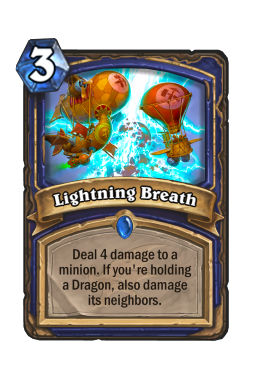 3
Lightning Breath
Deal 4 damage to a
minion. If you're holding
a Dragon, also damage
its neighbors.